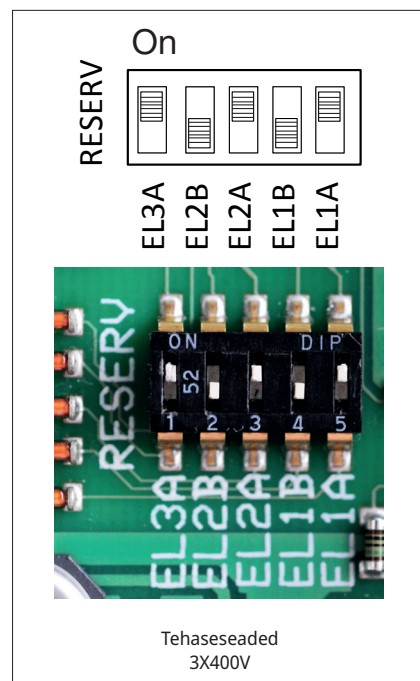 On
RESERV
EL3A
EL2B
EL2A
EL1B
EL1A
ON DIP
52
1 2 3 4 5
RESERV
EL3A
EL2B
EL2A
EL1B
EL1A
Tehaseseaded
3X400V